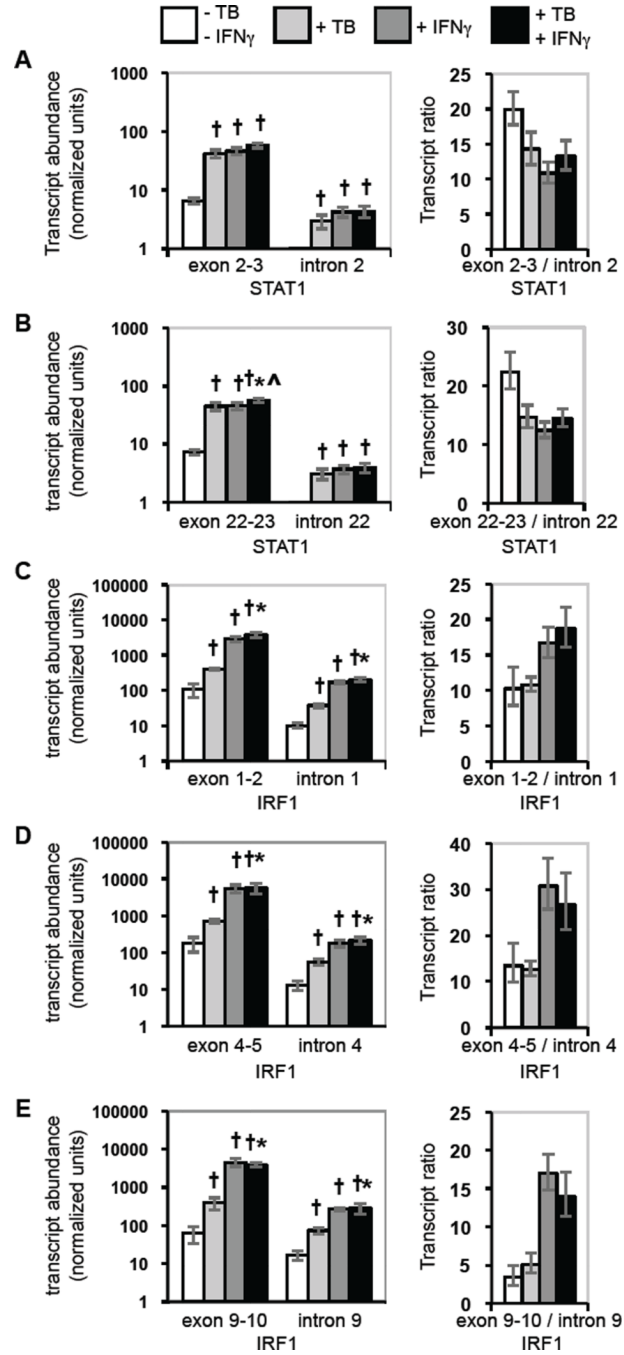 - TB
- IFNγ
+ TB
+ IFNγ
+ TB
+ IFNγ
A
Transcript abundance
(normalized units)
1000
100
10
1
† † †
† † †
exon 2-3 intron 2
STAT1
Transcript ratio
25
20
15
10
5
0
exon 2-3 / intron 2
STAT1
B
transcript abundance
(normalized units)
1000
100
10
1
† † †*^
† † †
exon 22-23 intron 22
STAT1
Transcript ratio
30
20
10
0
exon 22-23 / intron 22
STAT1
C
transcript abundance
(normalized units)
100000
10000
1000
100
10
1
† † †*
† † †*
exon 1-2 intron 1
IRF1
Transcript ratio
25
20
15
10
5
0
exon 1-2 / intron 1
IRF1
D
transcript abundance
(normalized units)
100000
10000
1000
100
10
1
† † †*
† † †*
exon 4-5 intron 4
IRF1
Transcript ratio
40
30
20
10
0
exon 4-5 / intron 4
IRF1
E
transcript abundance
(normalized units)
100000
10000
1000
100
10
1
† † †*
† † †*
exon 9-10 intron 9
IRF1
Transcript ratio
25
20
15
10
5
0
exon 9-10 / intron 9
IRF1